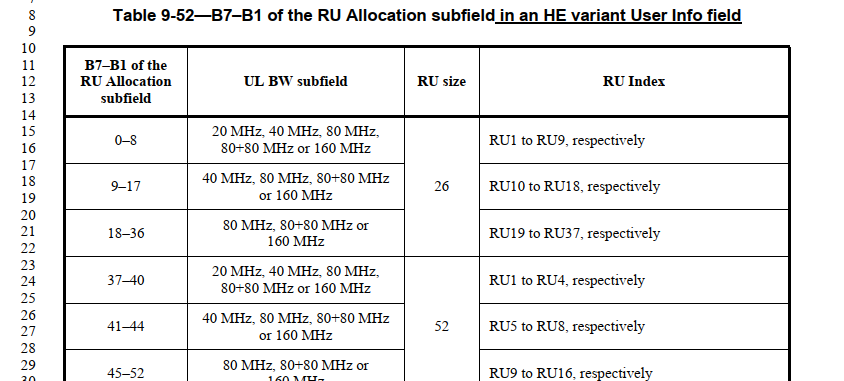 8 Table 9-52—B7–B1 of the RU Allocation subfield in an HE variant User Info field
9
10
11 B7–B1 of the
12 RU Allocation UL BW subfield RU size RU Index
13 subfield
14
15 0–8 20 MHz, 40 MHz, 80 MHz, RU1 to RU9, respectively
16 80+80 MHz or 160 MHz
17
18 9–17 40 MHz, 80 MHz, 80+80 MHz 26 RU10 to RU18, respectively
19 or 160 MHz
20
21 18–36 80 MHz, 80+80 MHz or RU19 to RU37, respectively
22 160 MHz
23
24 37–40 20 MHz, 40 MHz, 80 MHz, RU1 to RU4, respectively
25 80+80 MHz or 160 MHz
26
27 41–44 40 MHz, 80 MHz, 80+80 MHz 52 RU5 to RU8, respectively
28 or 160 MHz
29 45–52 80 MHz, 80+80 MHz or RU9 to RU16, respectively
30 160 MHz